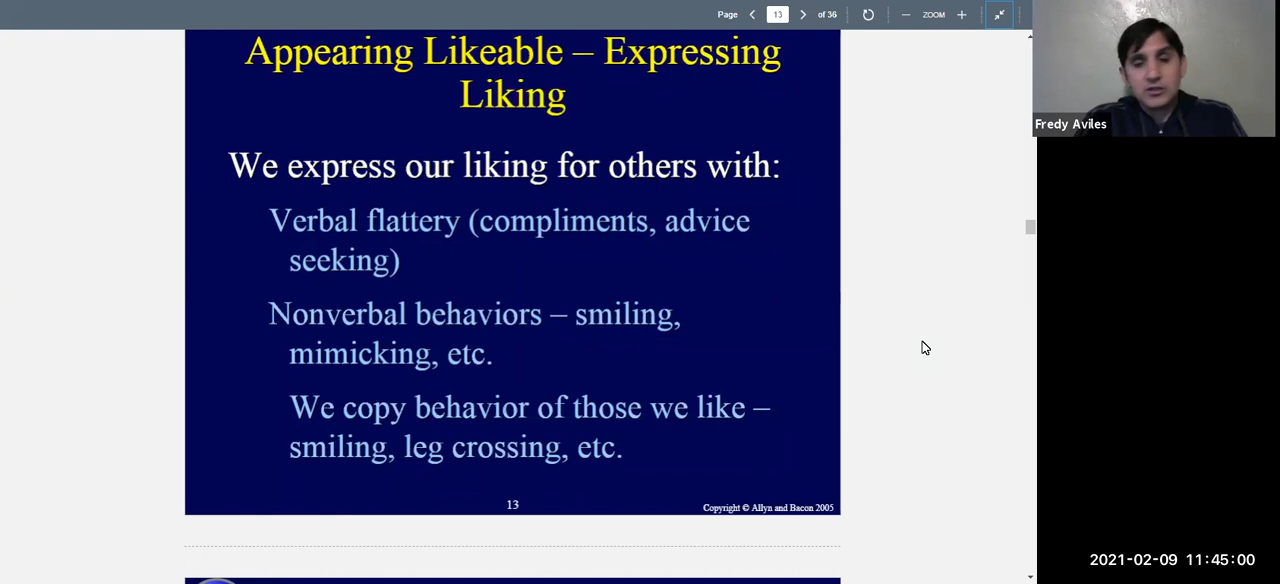 Page 13 of 36 ZOOM
Appearing Likeable – Expressing
Liking
We express our liking for others with:
Verbal flattery (compliments, advice
seeking)
Nonverbal behaviors – smiling,
mimicking, etc.
We copy behavior of those we like –
smiling, leg crossing, etc.
13
Copyright © Allyn and Bacon 2005
Fredy Aviles
2021-02-09 11:45:00